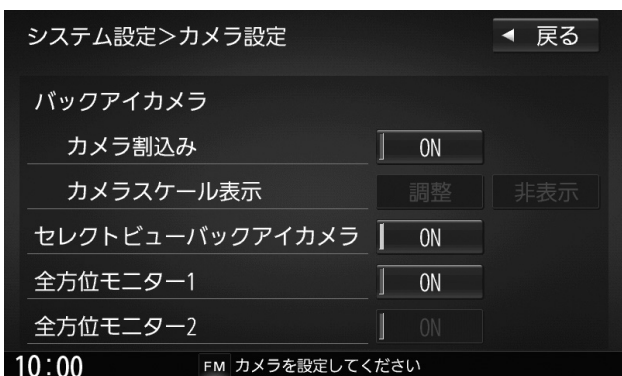 システム設定＞カメラ設定
◀ 戻る
バックアイカメラ
カメラ割込み ON
カメラスケール表示 調整 非表示
セレクトビューバックアイカメラ ON
全方位モニター1 ON
全方位モニター2 ON
10:00 FM カメラを設定してください